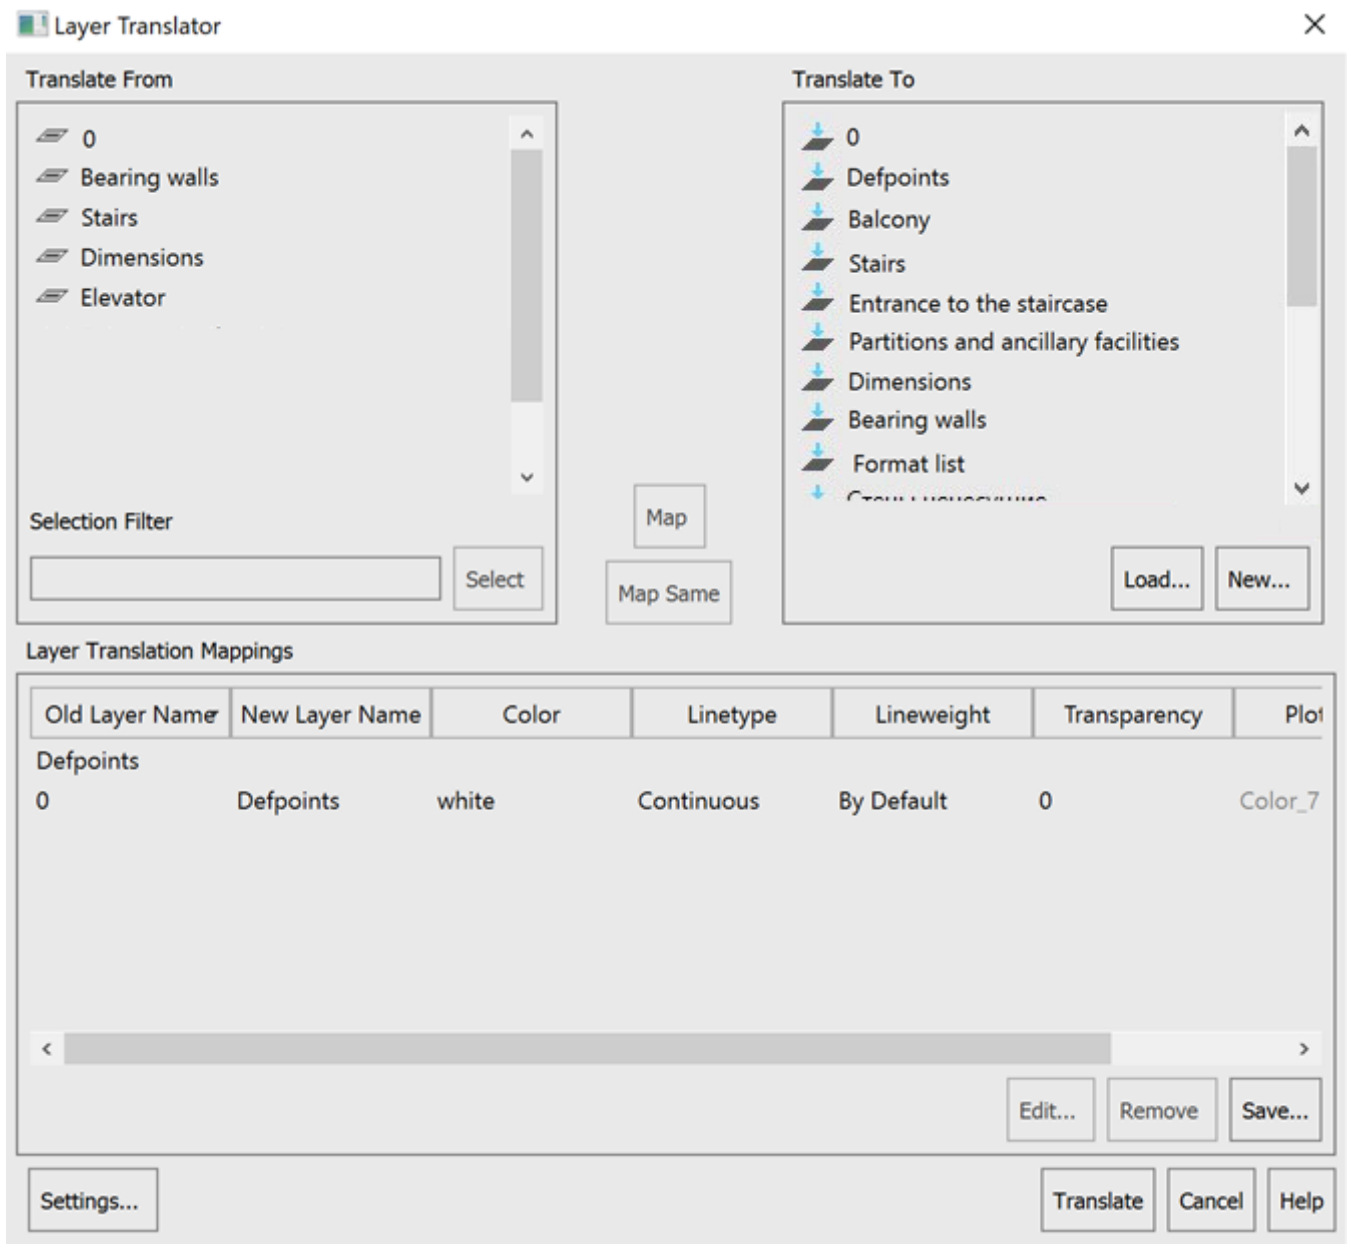 Layer Translator
Translate From
0
Bearing walls
Stairs
Dimensions
Elevator
Selection Filter
Select
Map
Map Same
Translate To
0
Defpoints
Balcony
Stairs
Entrance to the staircase
Partitions and ancillary facilities
Dimensions
Bearing walls
Format list
Load... New...
Layer Translation Mappings
Old Layer Name New Layer Name Color Linetype Lineweight Transparency Plot
Defpoints
0 Defpoints white Continuous By Default 0 Color_7
Edit... Remove Save...
Settings... Translate Cancel Help